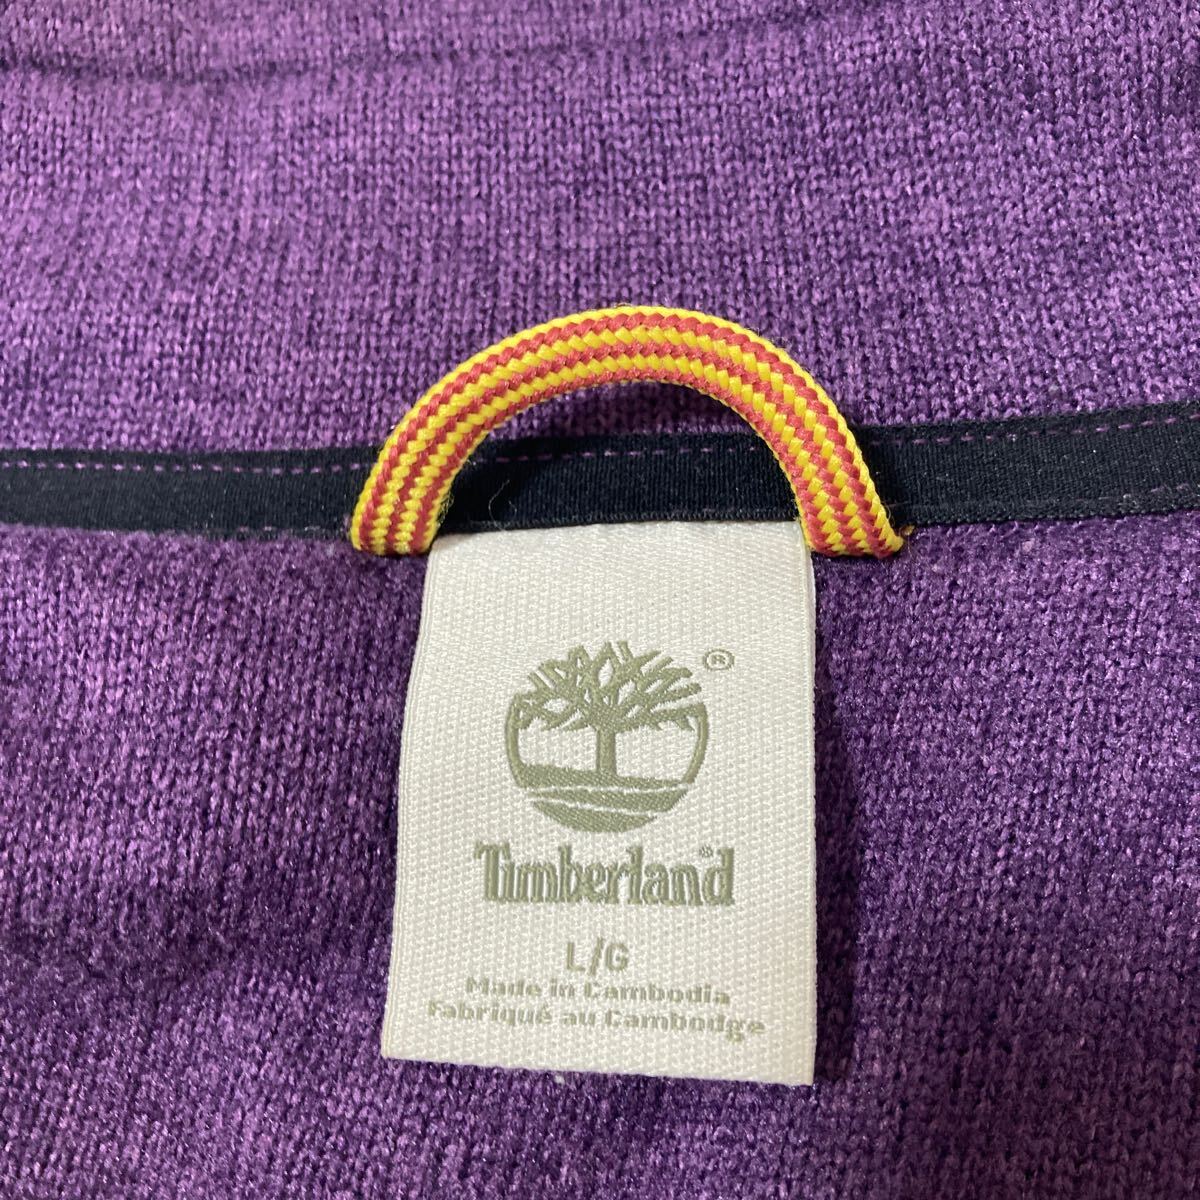 ®
Timberland®
L/G
Made in Cambodia
Fabriqué au Cambodge